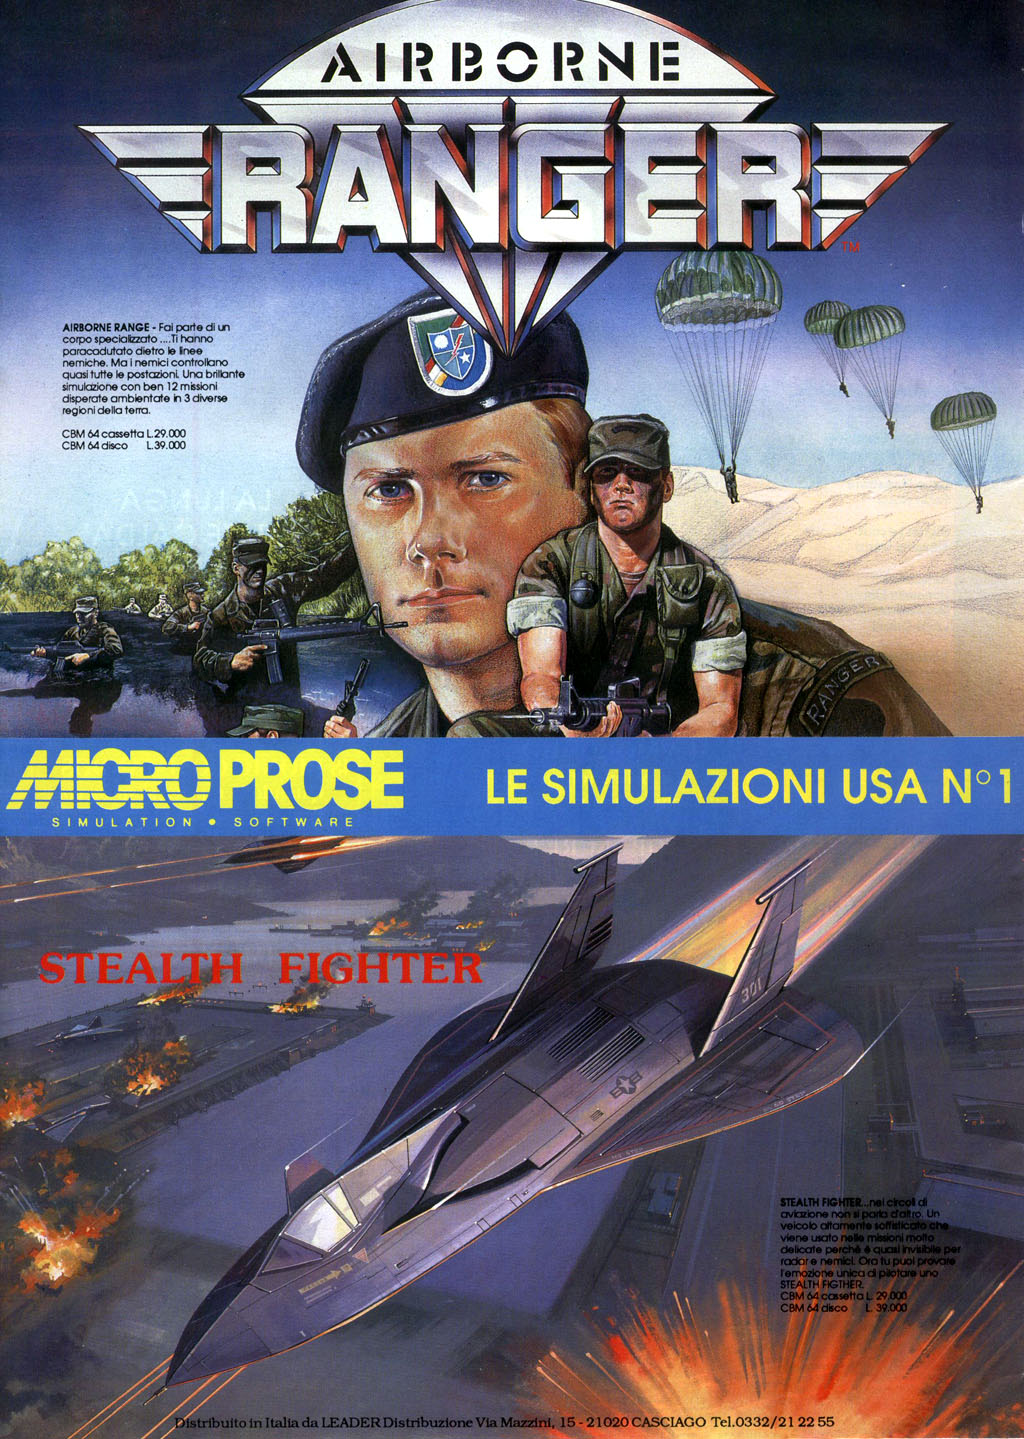 AIRBORNE
RANGER
TM
AIRBORNE RANGE - Fai parte di un
corpo specializzato ....Ti hanno
paracadutato dietro le linee
nemiche. Ma i nemici controllano
quasi tutte le postazioni. Una brillante
simulazione con ben 12 missioni
disperate ambientate in 3 diverse
regioni della terra.
CBM 64 cassetta L.29.000
CBM 64 disco L.39.000
RANGER
MICROPROSE
SIMULATION • SOFTWARE
LE SIMULAZIONI USA N° 1
STEALTH FIGHTER
301
STEALTH FIGHTER...nei circoli di
aviazione non si parla d'altro. Un
veicolo altamente soffisticato che
viene usato nelle missioni molto
delicate perchè è quasi invisibile per
radar e nemici. Ora tu puoi provare
l'emozione unica di pilotare uno
STEALTH FIGTHER.
CBM 64 cassetta L. 29.000
CBM 64 disco L. 39.000
Distribuito in Italia da LEADER Distribuzione Via Mazzini, 15 - 21020 CASCIAGO Tel.0332/21 22 55